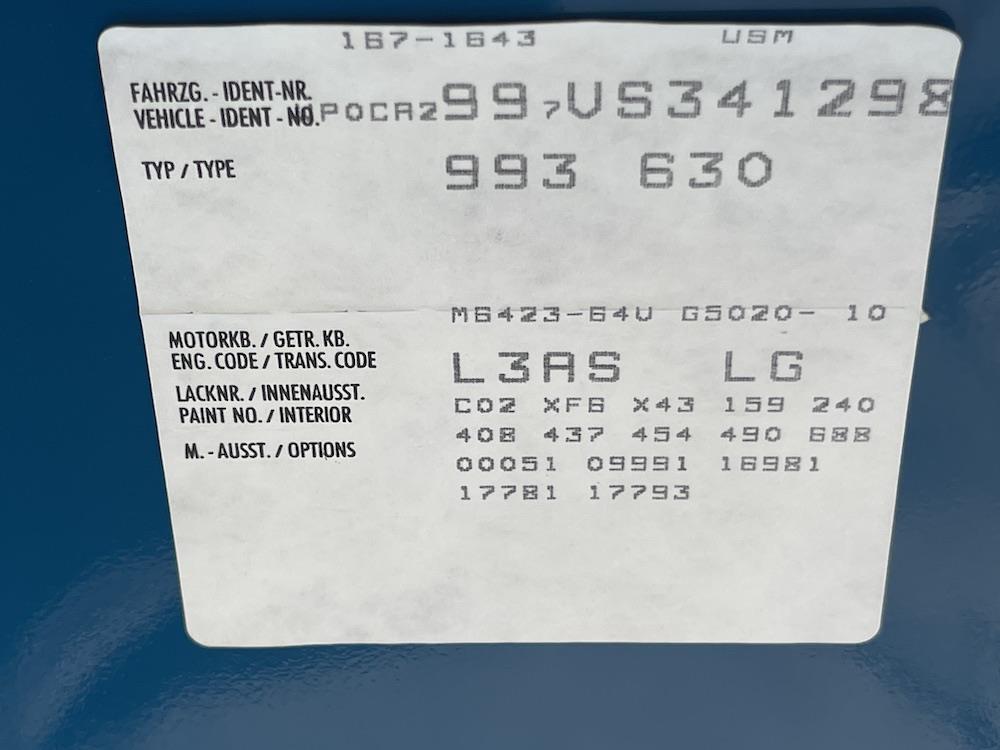 167-1643 USM
FAHRZG. - IDENT-NR.
VEHICLE - IDENT - NO. WP0CA299,VS341298
TYP / TYPE 993 630
M6423-64U G5020- 10
MOTORKB. / GETR. KB.
ENG. CODE / TRANS. CODE
L3AS LG
LACKNR. / INNENAUSST.
PAINT NO. / INTERIOR
C02 XF6 X43 159 240
408 437 454 490 688
M. - AUSST. / OPTIONS
00051 09991 16981
17781 17793